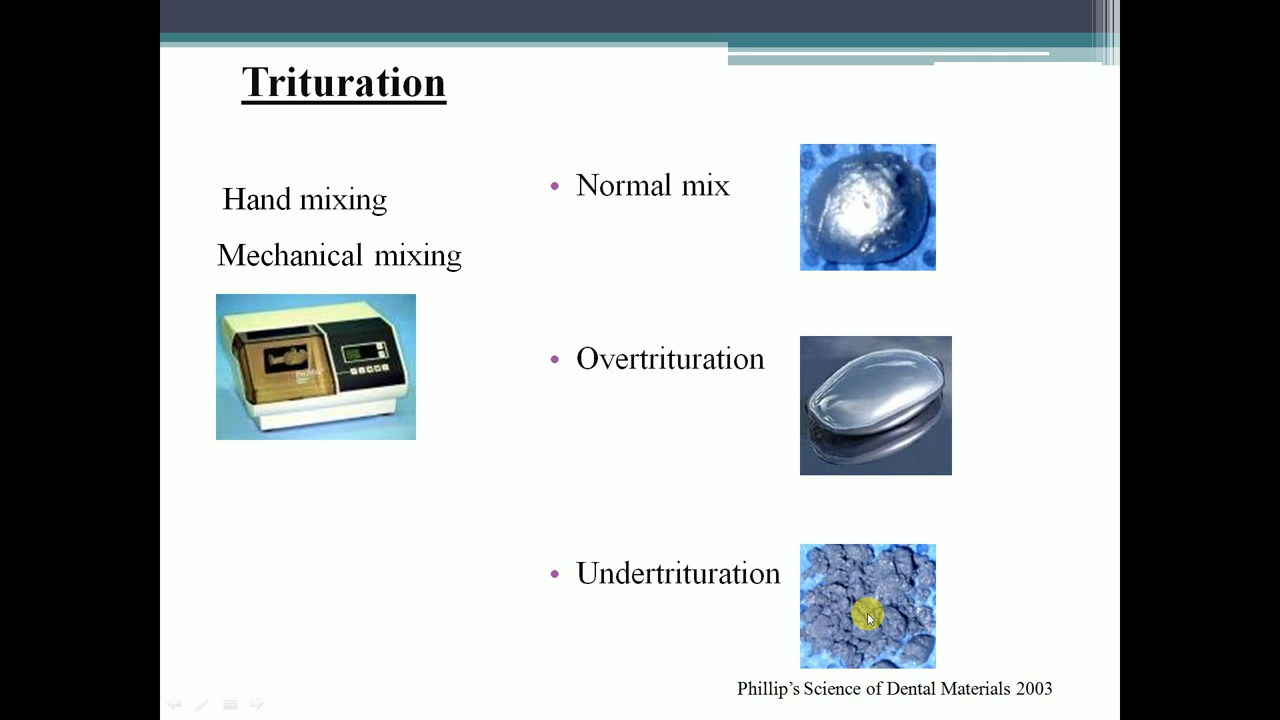 Trituration
Hand mixing
Mechanical mixing
• Normal mix
• Overtrituration
• Undertrituration
Phillip’s Science of Dental Materials 2003